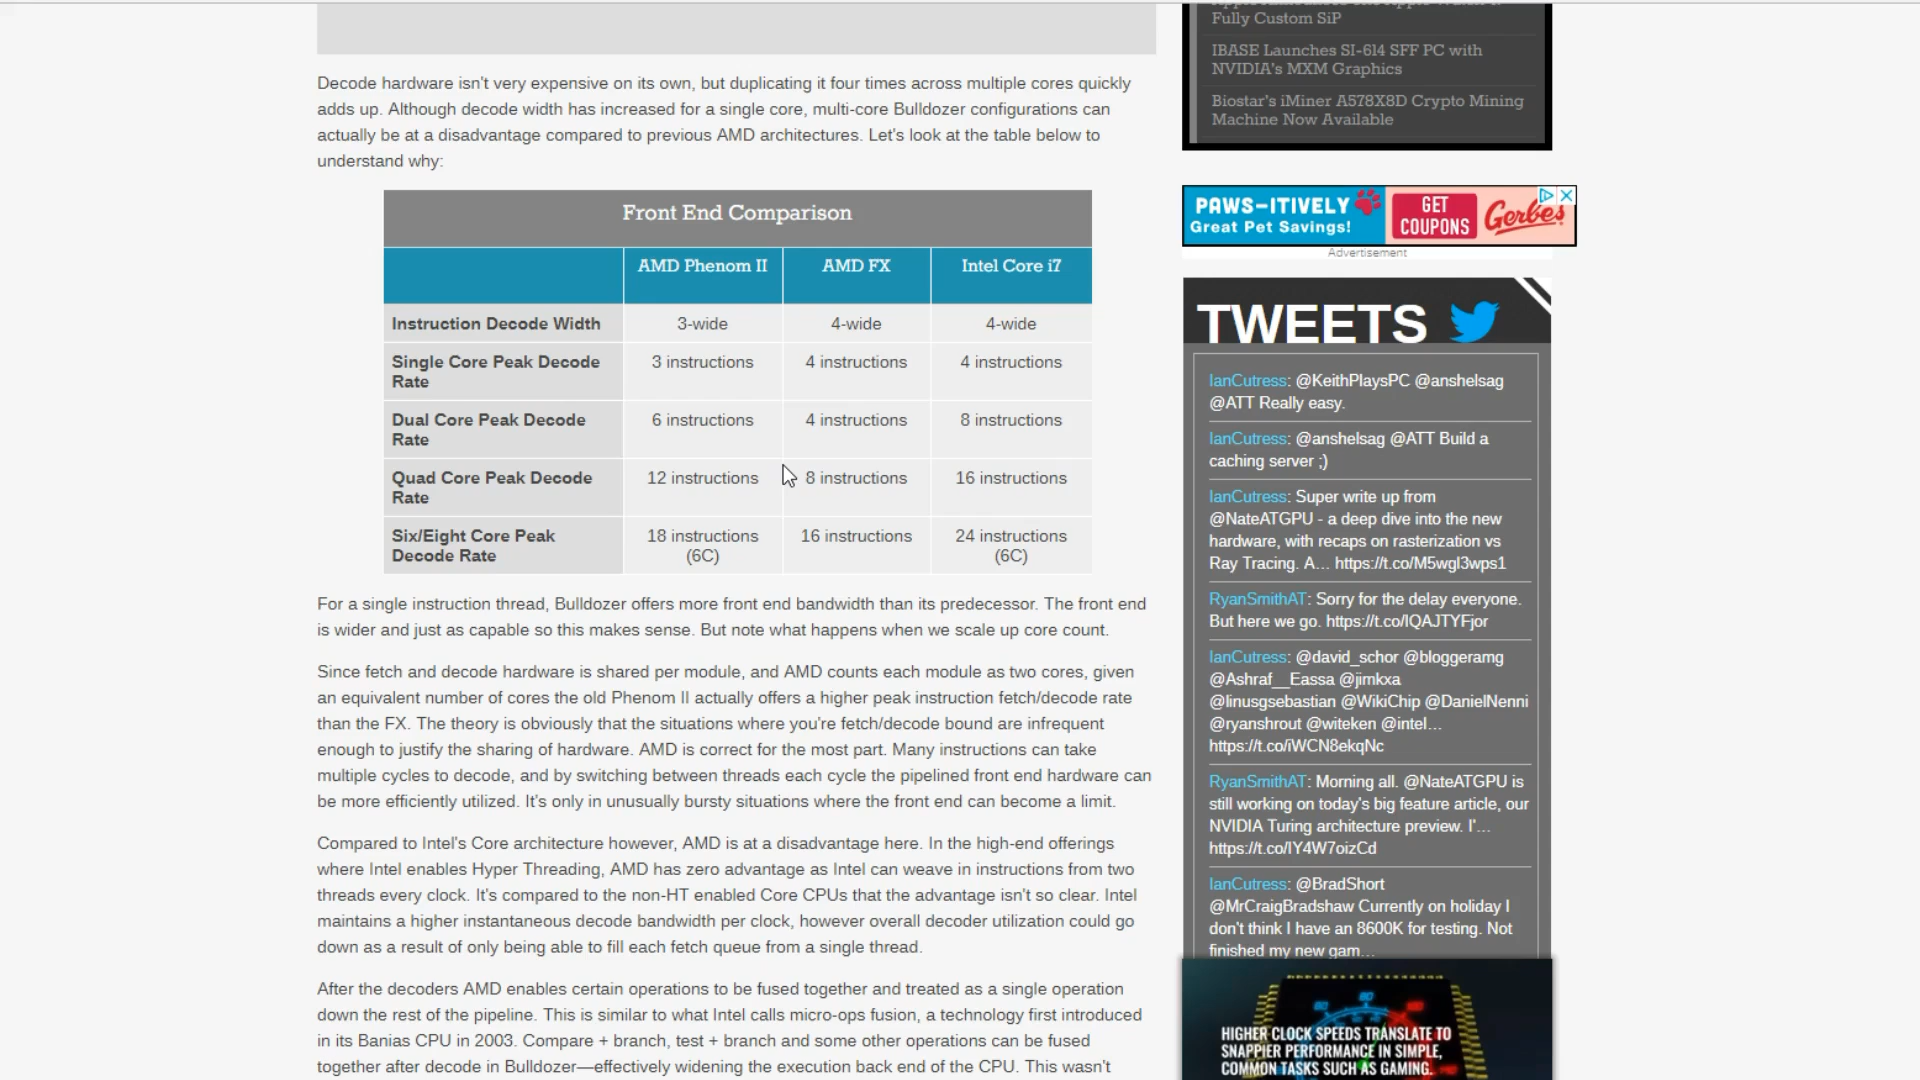 Decode hardware isn't very expensive on its own, but duplicating it four times across multiple cores quickly
adds up. Although decode width has increased for a single core, multi-core Bulldozer configurations can
actually be at a disadvantage compared to previous AMD architectures. Let's look at the table below to
understand why:
Front End Comparison
AMD Phenom II AMD FX Intel Core i7
Instruction Decode Width 3-wide 4-wide 4-wide
Single Core Peak Decode
Rate 3 instructions 4 instructions 4 instructions
Dual Core Peak Decode
Rate 6 instructions 4 instructions 8 instructions
Quad Core Peak Decode
Rate 12 instructions 8 instructions 16 instructions
Six/Eight Core Peak
Decode Rate 18 instructions
(6C) 16 instructions 24 instructions
(6C)
For a single instruction thread, Bulldozer offers more front end bandwidth than its predecessor. The front end
is wider and just as capable so this makes sense. But note what happens when we scale up core count.
Since fetch and decode hardware is shared per module, and AMD counts each module as two cores, given
an equivalent number of cores the old Phenom II actually offers a higher peak instruction fetch/decode rate
than the FX. The theory is obviously that the situations where you're fetch/decode bound are infrequent
enough to justify the sharing of hardware. AMD is correct for the most part. Many instructions can take
multiple cycles to decode, and by switching between threads each cycle the pipelined front end hardware can
be more efficiently utilized. It's only in unusually bursty situations where the front end can become a limit.
Compared to Intel's Core architecture however, AMD is at a disadvantage here. In the high-end offerings
where Intel enables Hyper Threading, AMD has zero advantage as Intel can weave in instructions from two
threads every clock. It's compared to the non-HT enabled Core CPUs that the advantage isn't so clear. Intel
maintains a higher instantaneous decode bandwidth per clock, however overall decoder utilization could go
down as a result of only being able to fill each fetch queue from a single thread.
After the decoders AMD enables certain operations to be fused together and treated as a single operation
down the rest of the pipeline. This is similar to what Intel calls micro-ops fusion, a technology first introduced
in its Banias CPU in 2003. Compare + branch, test + branch and some other operations can be fused
together after decode in Bulldozer—effectively widening the execution back end of the CPU. This wasn't
Fully Custom SiP
IBASE Launches SI-614 SFF PC with
NVIDIA's MXM Graphics
Biostar's iMiner A578X8D Crypto Mining
Machine Now Available
PAWS-ITIVELY
Great Pet Savings!
GET
COUPONS
Gerbes
Advertisement
TWEETS
IanCutress: @KeithPlaysPC @anshelsag
@ATT Really easy.
IanCutress: @anshelsag @ATT Build a
caching server ;)
IanCutress: Super write up from
@NateATGPU - a deep dive into the new
hardware, with recaps on rasterization vs
Ray Tracing. A... https://t.co/M5wgl3wps1
RyanSmithAT: Sorry for the delay everyone.
But here we go. https://t.co/IQAJTYFjor
IanCutress: @david_schor @bloggeramg
@Ashraf__Eassa @jimkxa
@linusgsebastian @WikiChip @DanielNenni
@ryanshrout @witeken @intel...
https://t.co/iWCN8ekqNc
RyanSmithAT: Morning all. @NateATGPU is
still working on today's big feature article, our
NVIDIA Turing architecture preview. I'...
https://t.co/IY4W7oizCd
IanCutress: @BradShort
@MrCraigBradshaw Currently on holiday I
don't think I have an 8600K for testing. Not
finished my new gam...
HIGHER CLOCK SPEEDS TRANSLATE TO
SNAPPIER PERFORMANCE IN SIMPLE,
COMMON TASKS SUCH AS GAMING.